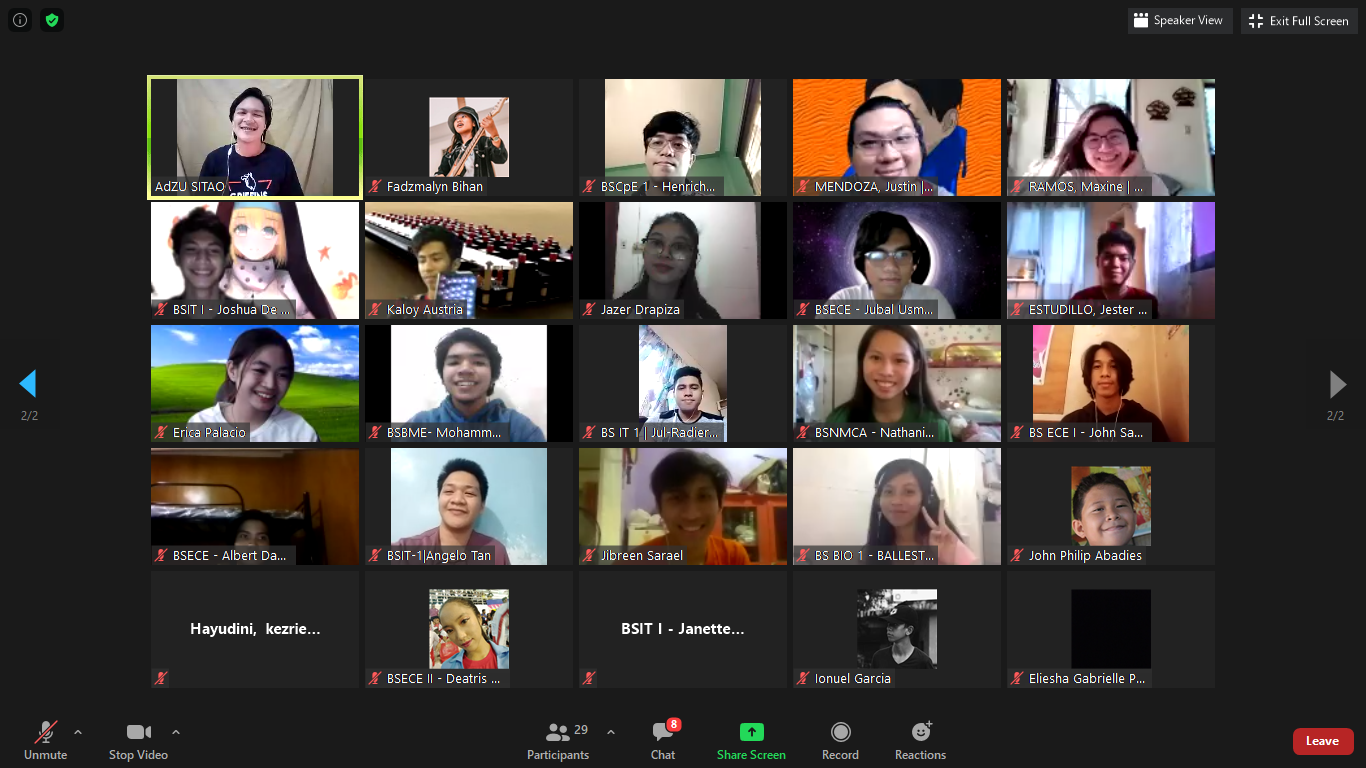 Speaker View
Exit Full Screen
AdZU SITAO
GRIFFINS
Fadzmalyn Bihan
BSCpE 1 - Henrich...
MENDOZA, Justin |...
RAMOS, Maxine | ...
BSIT I - Joshua De ...
Kaloy Austria
Jazer Drapiza
BSECE - Jubal Usm...
ESTUDILLO, Jester ...
2/2
2/2
Erica Palacio
BSBME- Mohamm...
BS IT 1 | Jul-Radier...
BSNMCA - Nathani...
BS ECE I - John Sa...
BSECE - Albert Da...
BSIT-1|Angelo Tan
Jibreen Sarael
BS BIO 1 - BALLEST...
John Philip Abadies
Hayudini, kezrie...
BSECE II - Deatris ...
BSIT I - Janette...
Ionuel Garcia
Eliesha Gabrielle P...
Unmute
Stop Video
29
Participants
8
Chat
Share Screen
Record
Reactions
Leave